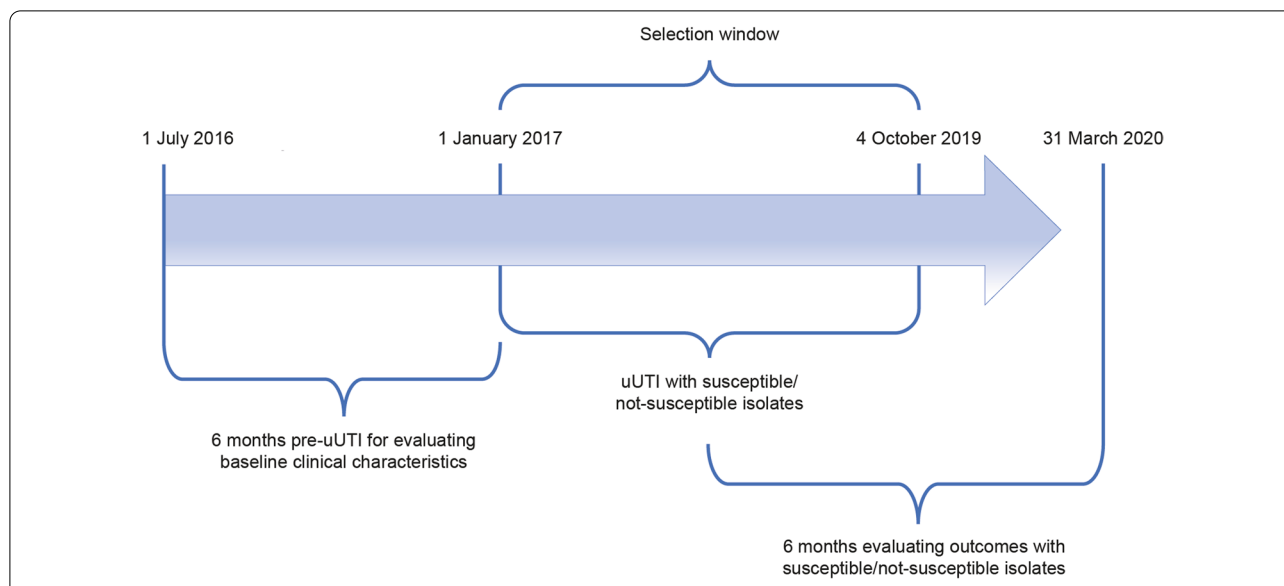 Selection window
1 July 2016
1 January 2017
4 October 2019
31 March 2020
uUTI with susceptible/
not-susceptible isolates
6 months pre-uUTI for evaluating
baseline clinical characteristics
6 months evaluating outcomes with
susceptible/not-susceptible isolates